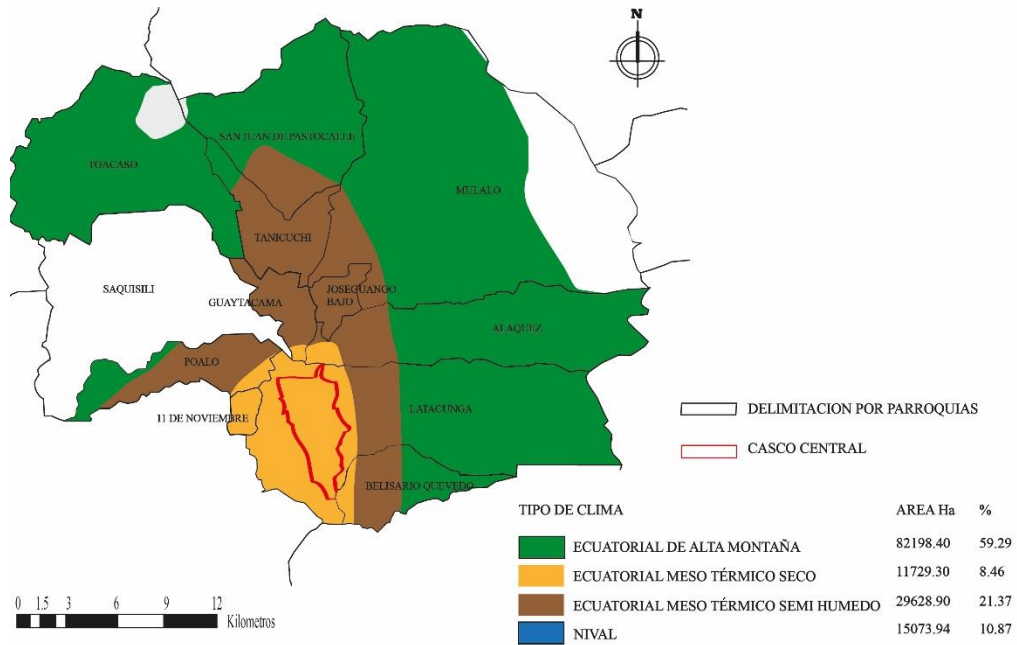 N
SAN JUAN DE PASTOCALLE
TOACASO
MULALO
TANICUCHI
SAQUISILI
GUAYTACAMA
JOSEGUANGO
BAJO
ALAQUEZ
POALO
11 DE NOVIEMBRE
LATACUNGA
BELISARIO QUEVEDO
DELIMITACION POR PARROQUIAS
CASCO CENTRAL
TIPO DE CLIMA AREA Ha %
ECUATORIAL DE ALTA MONTAÑA 82198.40 59.29
ECUATORIAL MESO TÉRMICO SECO 11729.30 8.46
ECUATORIAL MESO TÉRMICO SEMI HUMEDO 29628.90 21.37
NIVAL 15073.94 10.87
0 1.5 3 6 9 12
Kilometros